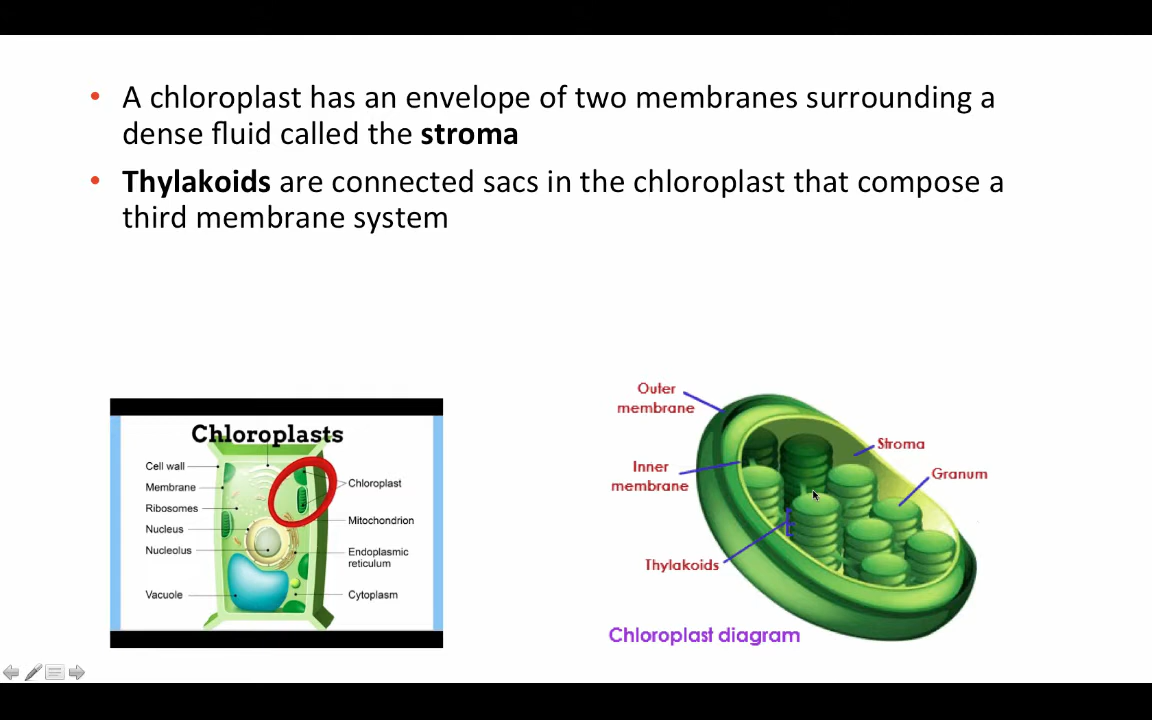 • A chloroplast has an envelope of two membranes surrounding a
dense fluid called the stroma
• Thylakoids are connected sacs in the chloroplast that compose a
third membrane system
Chloroplasts
Cell wall
Membrane
Ribosomes
Nucleus
Nucleolus
Vacuole
Chloroplast
Mitochondrion
Endoplasmic
reticulum
Cytoplasm
Outer
membrane
Inner
membrane
Thylakoids
Stroma
Granum
Chloroplast diagram